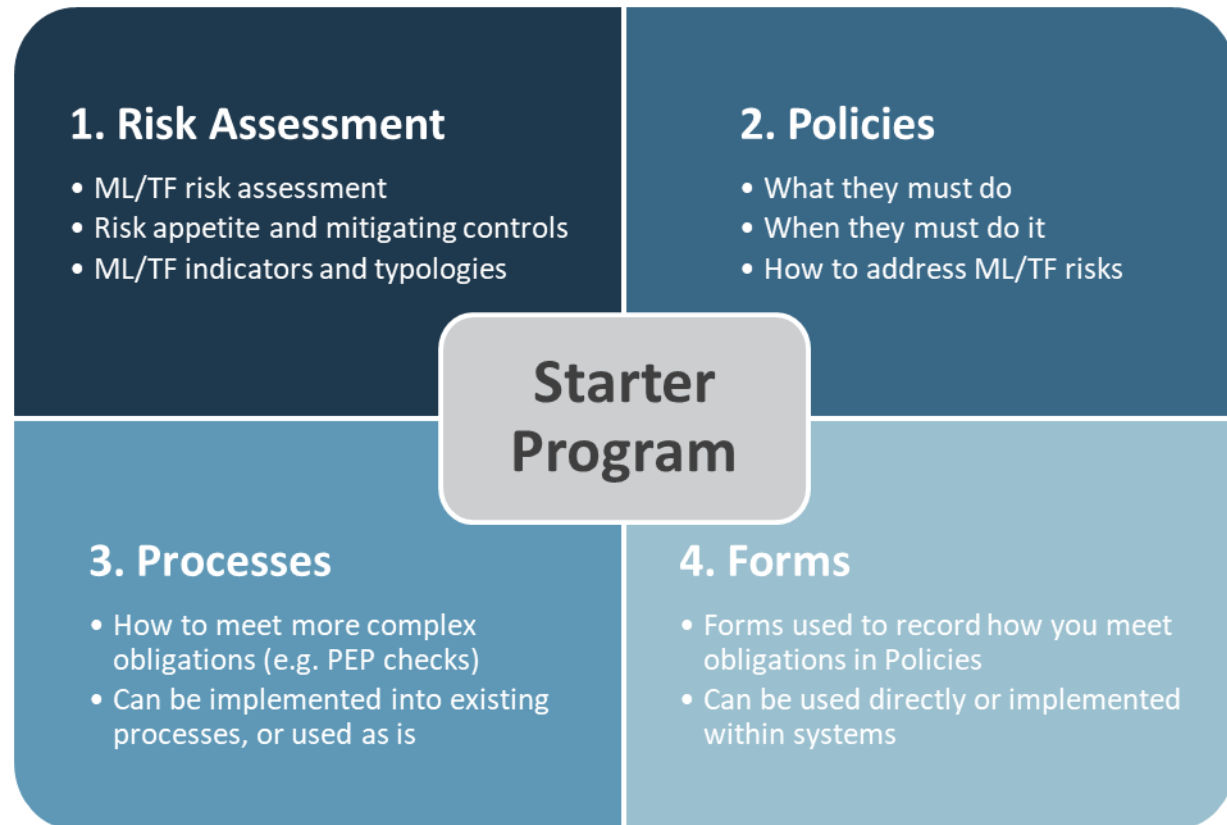 1. Risk Assessment
• ML/TF risk assessment
• Risk appetite and mitigating controls
• ML/TF indicators and typologies
2. Policies
• What they must do
• When they must do it
• How to address ML/TF risks
Starter
Program
3. Processes
• How to meet more complex
obligations (e.g. PEP checks)
• Can be implemented into existing
processes, or used as is
4. Forms
• Forms used to record how you meet
obligations in Policies
• Can be used directly or implemented
within systems